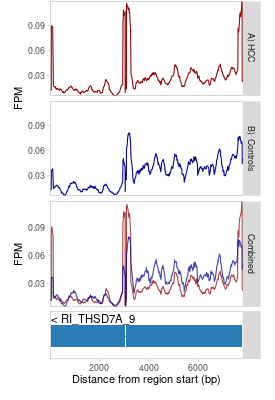 FPM
0.09
0.06
0.03
A) HCC
0.09
0.06
0.03
B) Controls
FPM
0.09
0.06
0.03
Combined
< RI_THSD7A_9
2000 4000 6000
Distance from region start (bp)